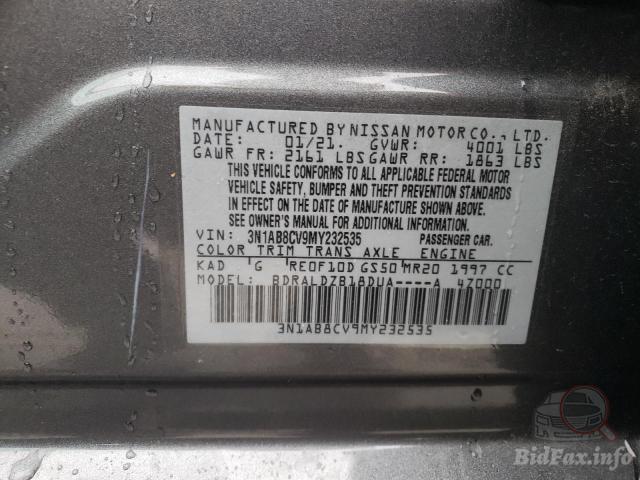 MANUFACTURED BY NISSAN MOTOR CO., LTD.
DATE: 01/21. GVWR: 4001 LBS
GAWR FR: 2161 LBS GAWR RR: 1863 LBS
THIS VEHICLE CONFORMS TO ALL APPLICABLE FEDERAL MOTOR
VEHICLE SAFETY, BUMPER AND THEFT PREVENTION STANDARDS
IN EFFECT ON THE DATE OF MANUFACTURE SHOWN ABOVE.
SEE OWNER'S MANUAL FOR ADDITIONAL INFORMATION.
VIN: 3N1AB8CV9MY232535 PASSENGER CAR.
COLOR TRIM TRANS AXLE ENGINE
KAD G RE0F10D GS50 MR20 1997 CC
MODEL: BDRALDZB18DUA----A 4Z000
3N1AB8CV9MY232535
BidFax.info